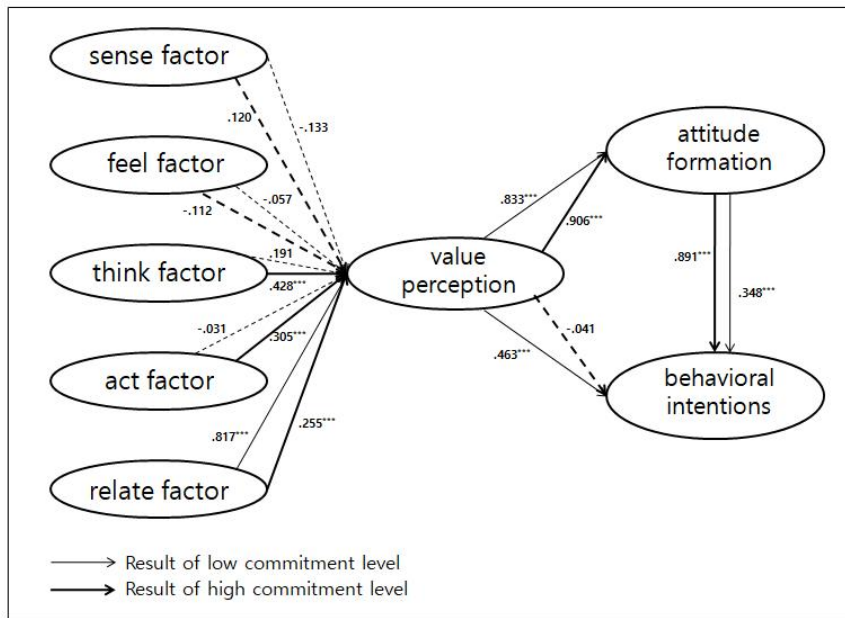 sense factor
.120
-.133
feel factor
-.057
-.112
think factor
.191
.428***
act factor
-.031
.305***
relate factor
.817***
.255***
value
perception
.833***
.906***
-.041
.463***
attitude
formation
.891***
.348***
behavioral
intentions
Result of low commitment level
Result of high commitment level